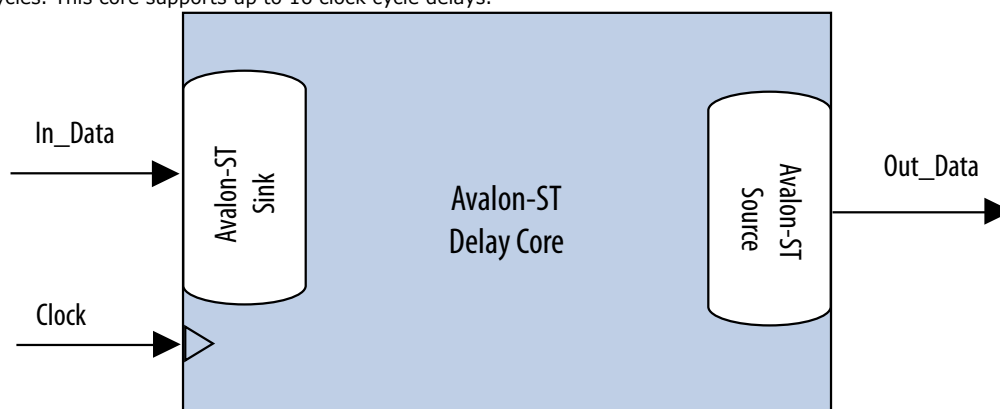 cycles. This core supports up to 16 clock cycle delays.
In_Data
Clock
Avalon-ST
Sink
Avalon-ST
Delay Core
Avalon-ST
Source
Out_Data